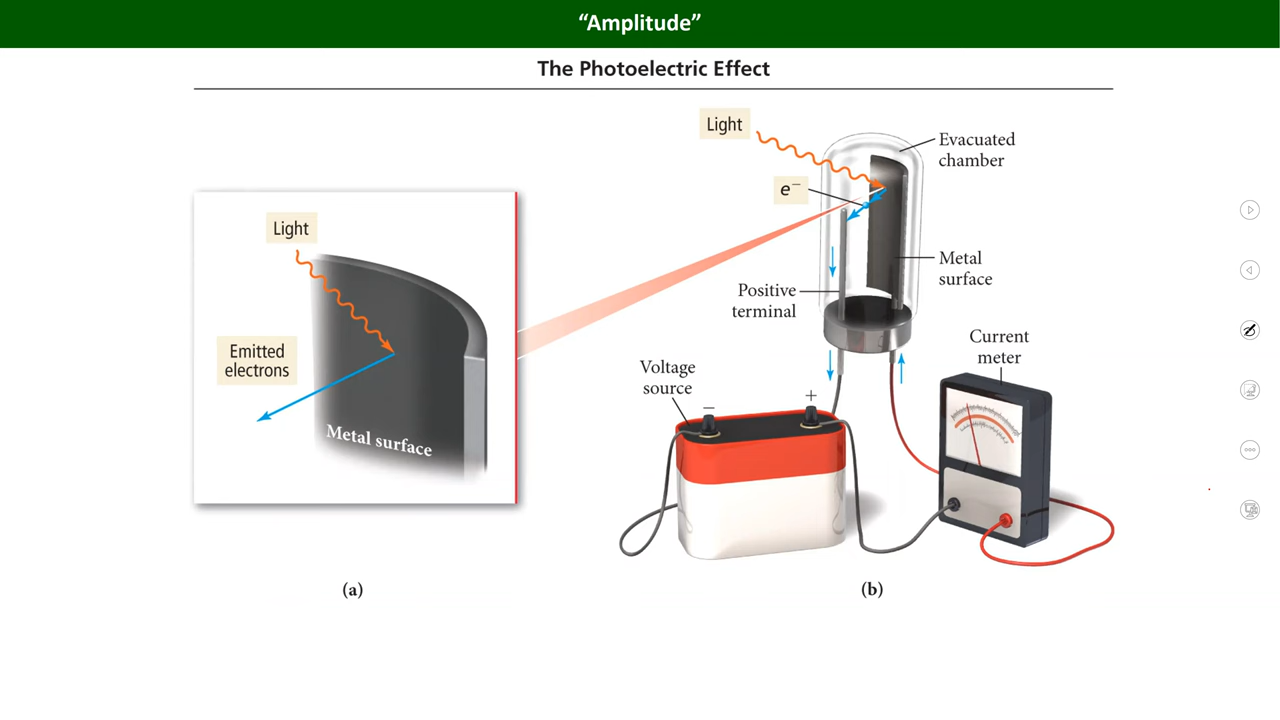 “Amplitude”
The Photoelectric Effect
Light
Emitted
electrons
Metal surface
(a)
Light
e⁻
Evacuated
chamber
Metal
surface
Positive
terminal
Voltage
source
−
+
Current
meter
(b)